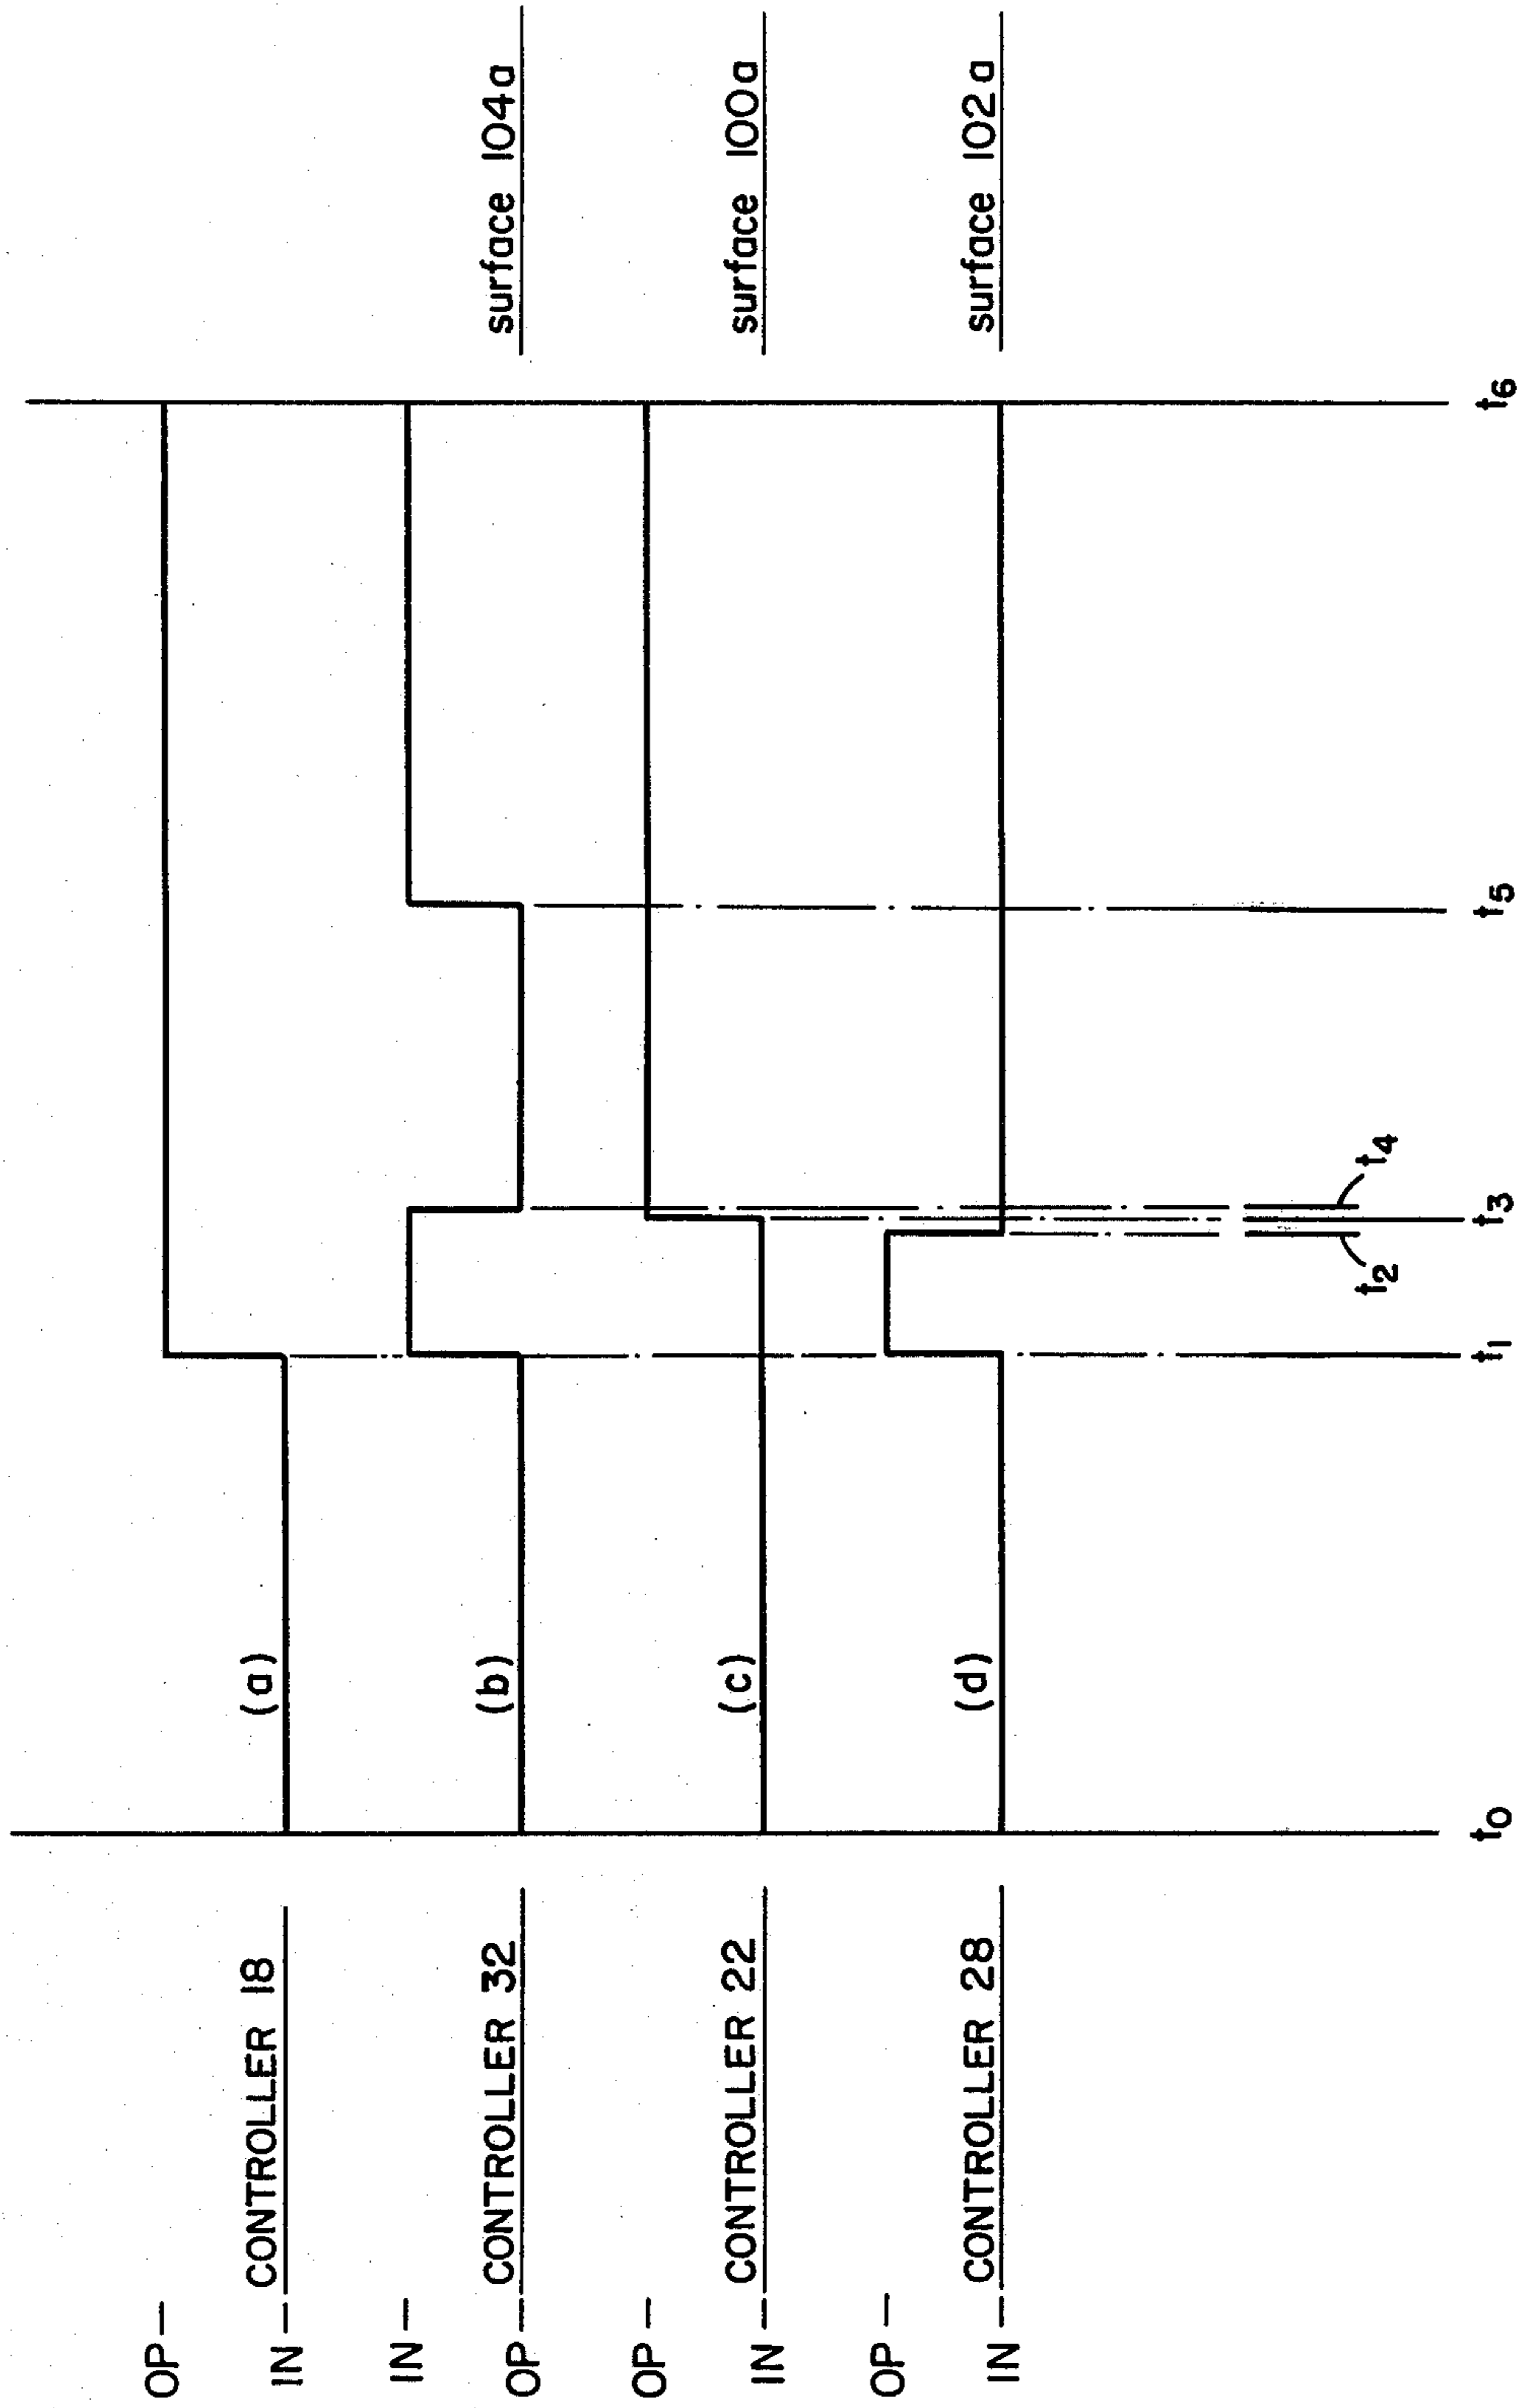 OP
CONTROLLER 18 (a)
IN
IN
CONTROLLER 32 (b) surface 104a
OP
OP
CONTROLLER 22 (c) surface 100a
IN
OP
CONTROLLER 28 (d) surface 102a
IN
t2 t4
t0 t1 t3 t5 t6